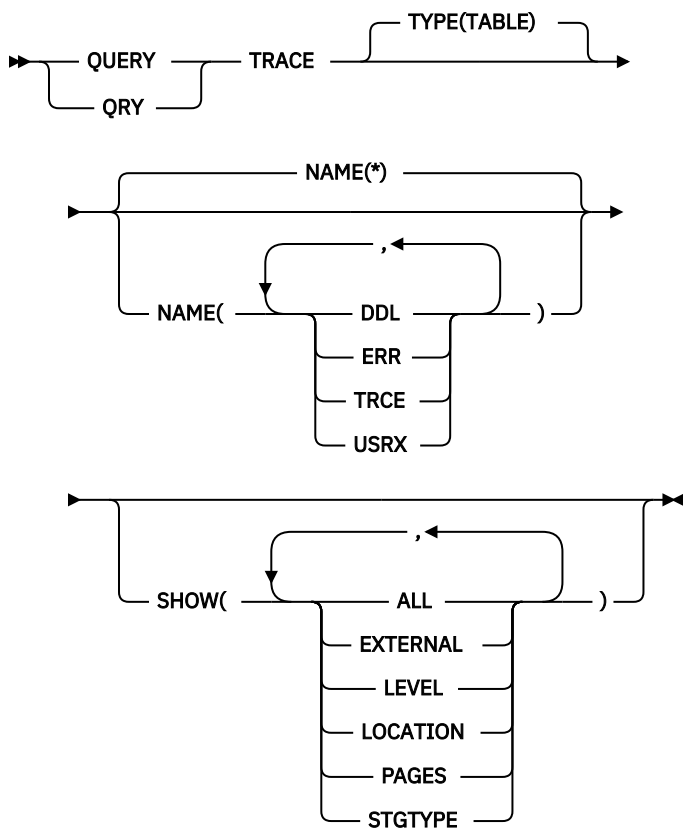 TYPE(TABLE)
QUERY TRACE
QRY
NAME(*)
,
NAME( DDL )
ERR
TRCE
USRX
,
SHOW( ALL )
EXTERNAL
LEVEL
LOCATION
PAGES
STGTYPE